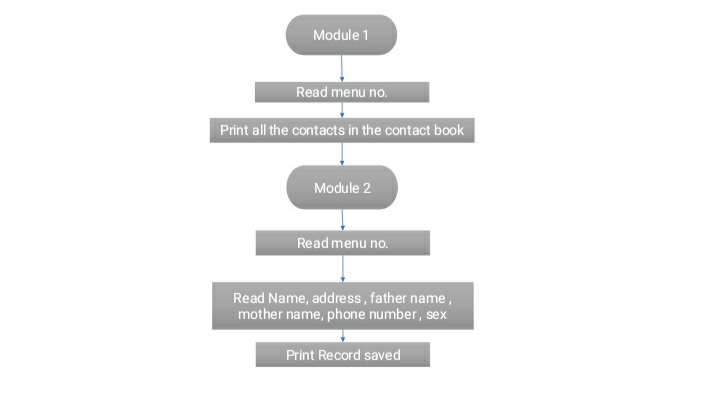 Module 1
Read menu no.
Print all the contacts in the contact book
Module 2
Read menu no.
Read Name, address , father name ,
mother name, phone number , sex
Print Record saved